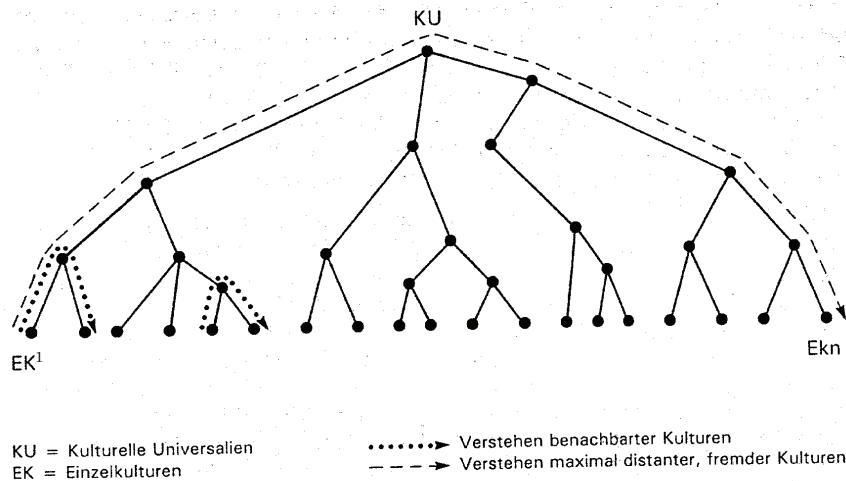 KU
EK¹
Ekn
KU = Kulturelle Universalien
EK = Einzelkulturen
Verstehen benachbarter Kulturen
Verstehen maximal distanter, fremder Kulturen